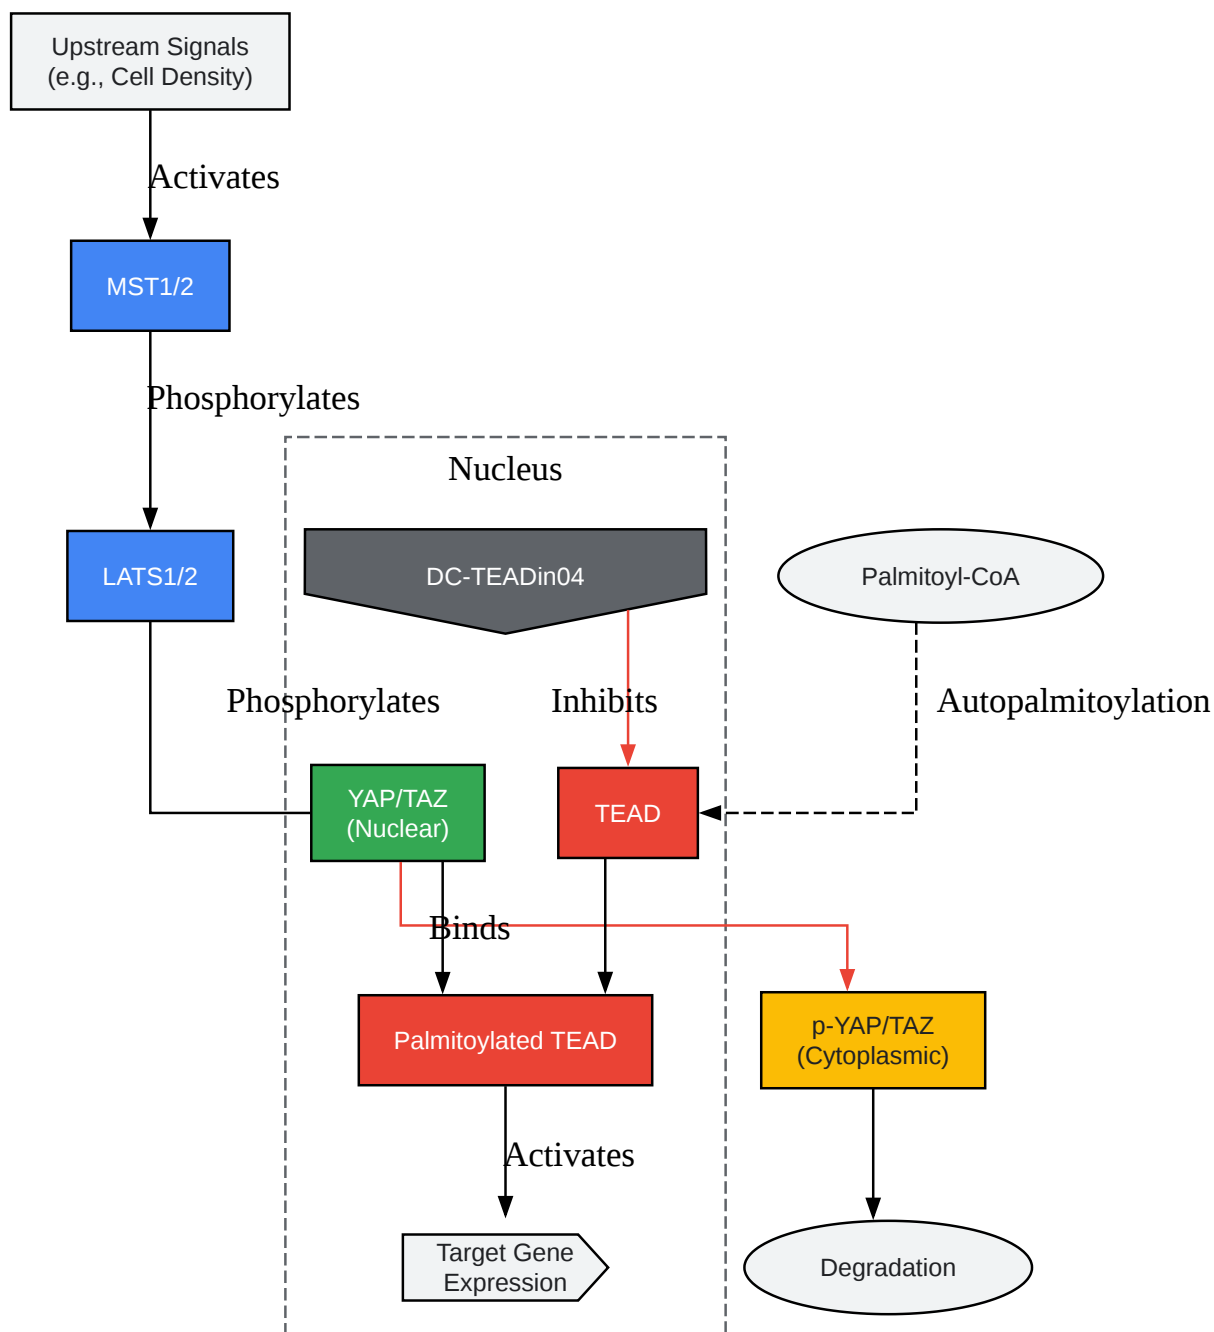 Upstream Signals
(e.g., Cell Density)
Activates
MST1/2
Phosphorylates
Nucleus
LATS1/2
DC-TEADin04
Palmitoyl-CoA
Phosphorylates
Inhibits
Autopalmitoylation
YAP/TAZ
(Nuclear)
TEAD
Binds
Palmitoylated TEAD
p-YAP/TAZ
(Cytoplasmic)
Activates
Target Gene
Expression
Degradation